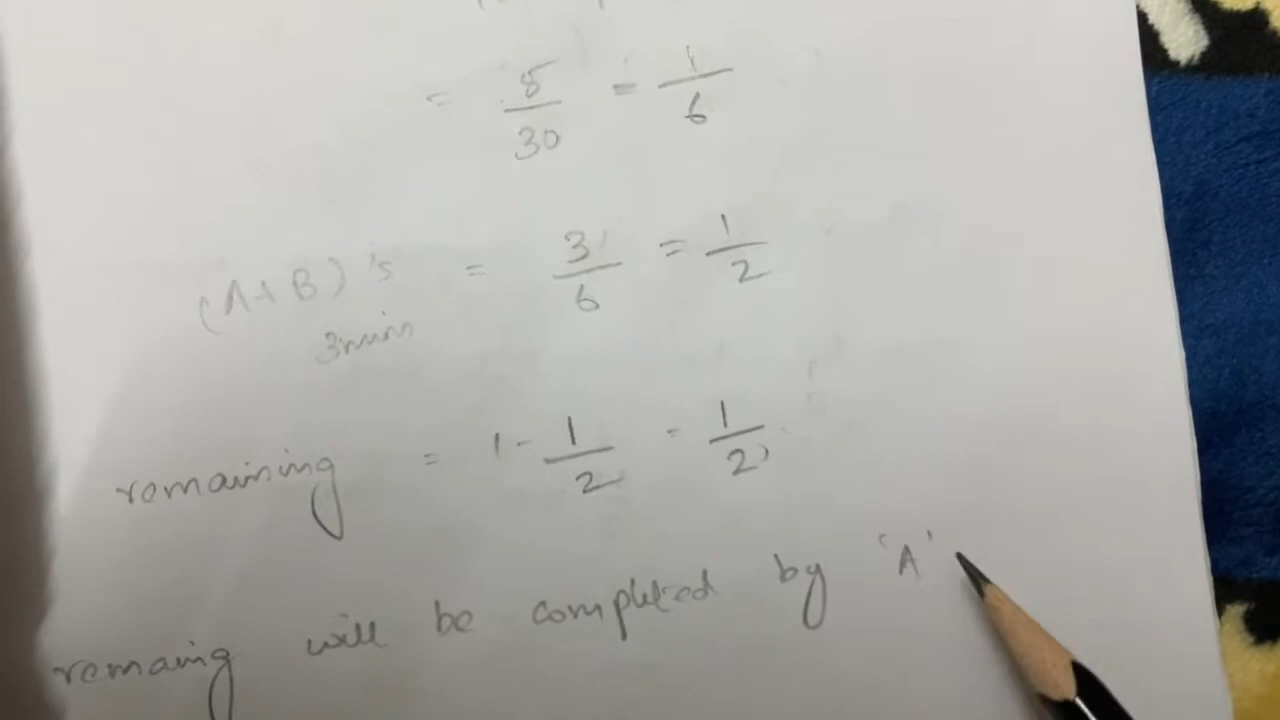 = 5/30 = 1/6
(A+B)'s = 3/6 = 1/2
3min
remaining = 1 - 1/2 = 1/2
remaing will be completed by 'A'